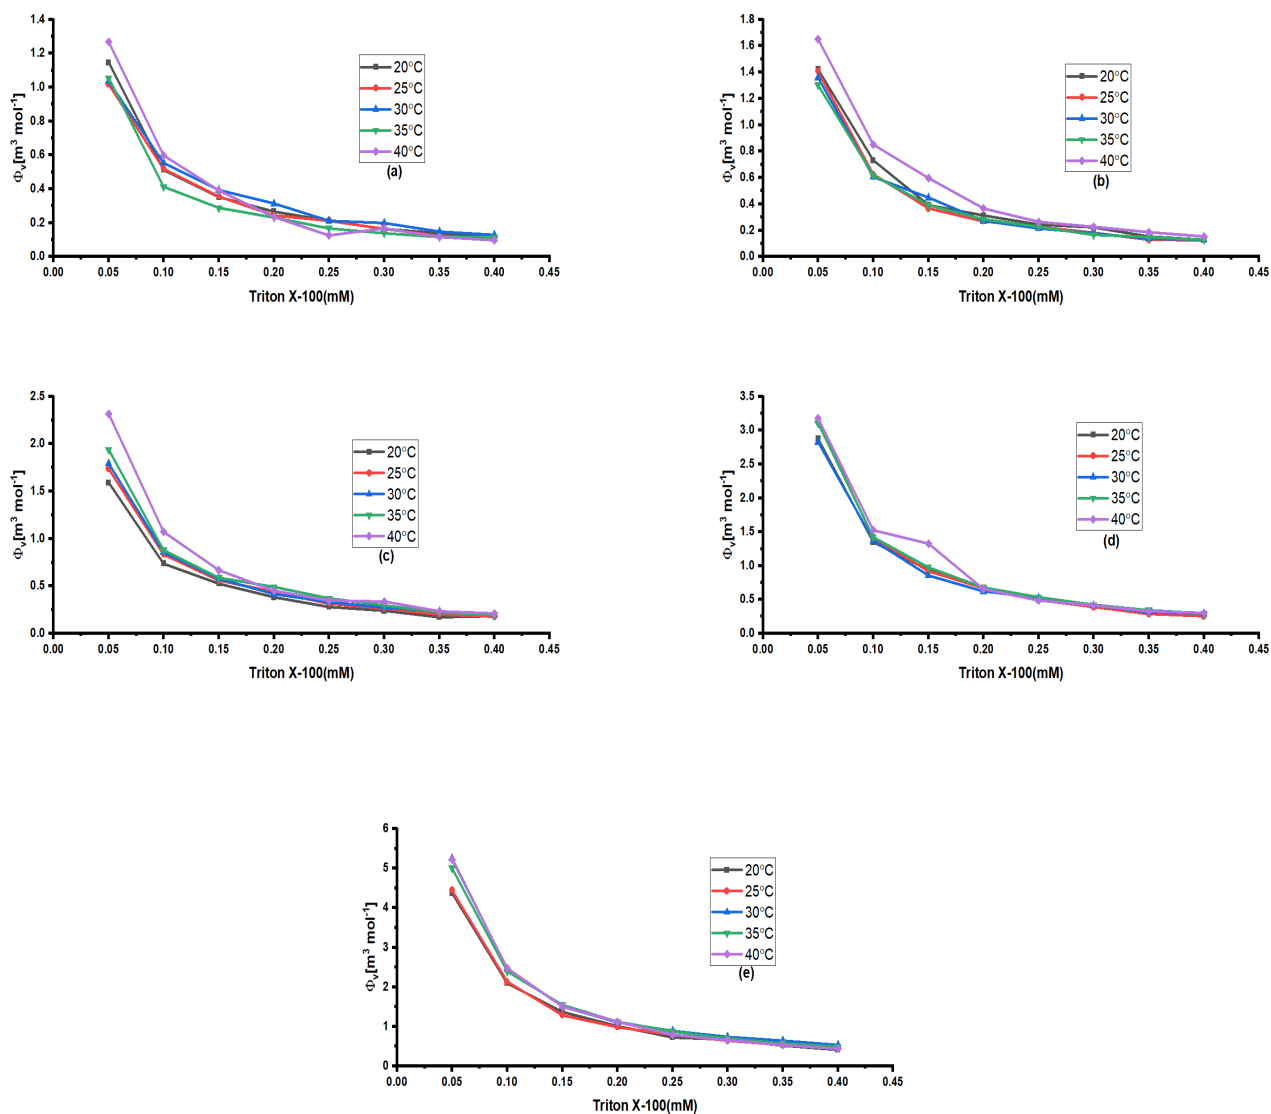 1.4
1.2
1.0
0.8
0.6
0.4
0.2
0.0
Φv[m³ mol⁻¹]
0.00 0.05 0.10 0.15 0.20 0.25 0.30 0.35 0.40 0.45
Triton X-100(mM)
20°C
25°C
30°C
35°C
40°C
(a)
1.8
1.6
1.4
1.2
1.0
0.8
0.6
0.4
0.2
0.0
Φv[m³ mol⁻¹]
0.00 0.05 0.10 0.15 0.20 0.25 0.30 0.35 0.40 0.45
Triton X-100(mM)
20°C
25°C
30°C
35°C
40°C
(b)
2.5
2.0
1.5
1.0
0.5
0.0
Φv[m³ mol⁻¹]
0.00 0.05 0.10 0.15 0.20 0.25 0.30 0.35 0.40 0.45
Triton X-100(mM)
20°C
25°C
30°C
35°C
40°C
(c)
3.5
3.0
2.5
2.0
1.5
1.0
0.5
0.0
Φv[m³ mol⁻¹]
0.00 0.05 0.10 0.15 0.20 0.25 0.30 0.35 0.40 0.45
Triton X-100(mM)
20°C
25°C
30°C
35°C
40°C
(d)
6
5
4
3
2
1
0
Φv[m³ mol⁻¹]
0.00 0.05 0.10 0.15 0.20 0.25 0.30 0.35 0.40 0.45
Triton X-100(mM)
20°C
25°C
30°C
35°C
40°C
(e)